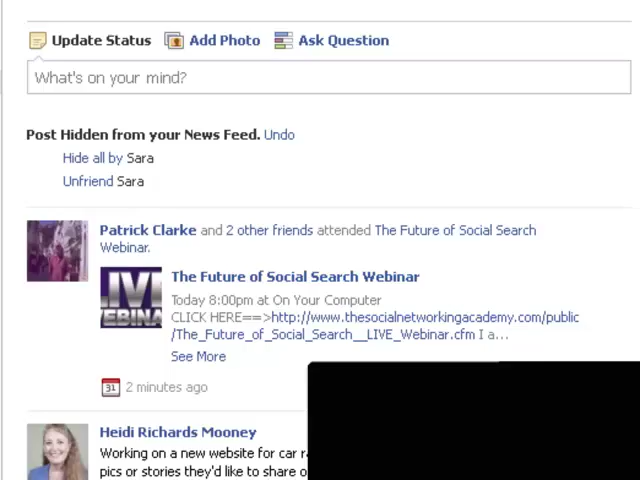 Update Status Add Photo Ask Question
What's on your mind?
Post Hidden from your News Feed. Undo
Hide all by Sara
Unfriend Sara
Patrick Clarke and 2 other friends attended The Future of Social Search
Webinar.
LIVE
WEBINA
The Future of Social Search Webinar
Today 8:00pm at On Your Computer
CLICK HERE==>http://www.thesocialnetworkingacademy.com/public
/The_Future_of_Social_Search__LIVE_Webinar.cfm I a...
See More
31 2 minutes ago
Heidi Richards Mooney
Working on a new website for car
pics or stories they'd like to share